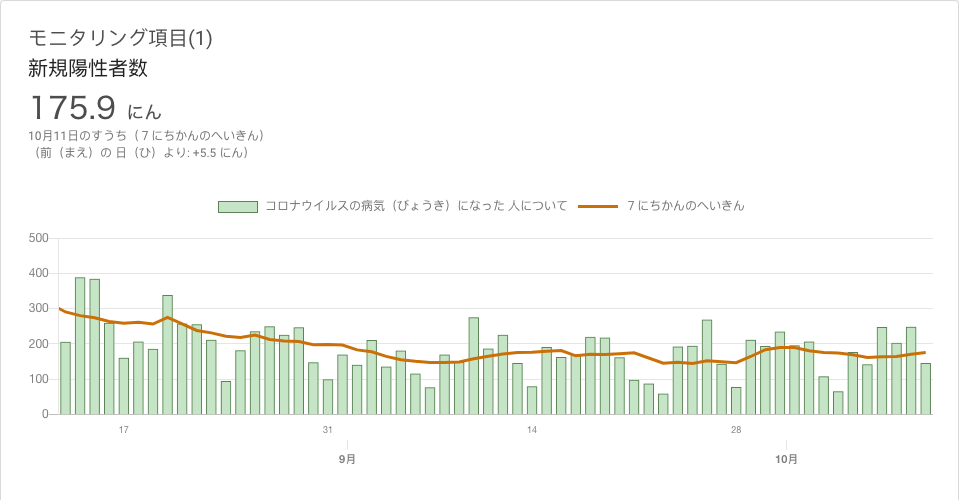 モニタリング項目(1)
新規陽性者数
175.9 にん
10月11日のすうち（７にちかんのへいきん）
（前（まえ）の 日（ひ）より: +5.5 にん）
コロナウイルスの病気（びょうき）になった 人について ７にちかんのへいきん
500
400
300
200
100
0
17 31 14 28
9月 10月